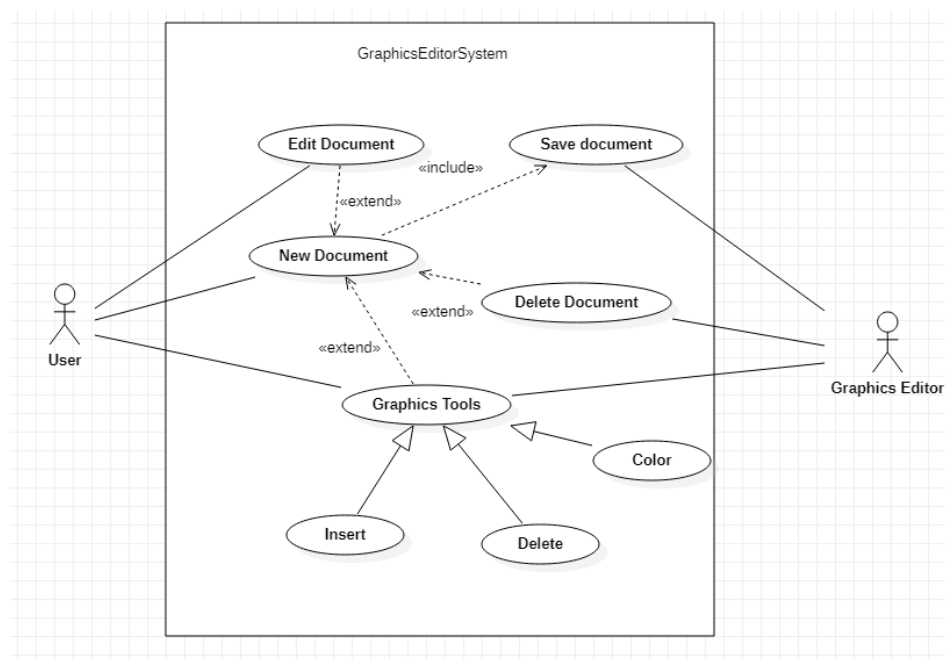 GraphicsEditorSystem
Edit Document
Save document
«include»
«extend»
New Document
Delete Document
«extend»
«extend»
User
Graphics Editor
Graphics Tools
Color
Insert
Delete